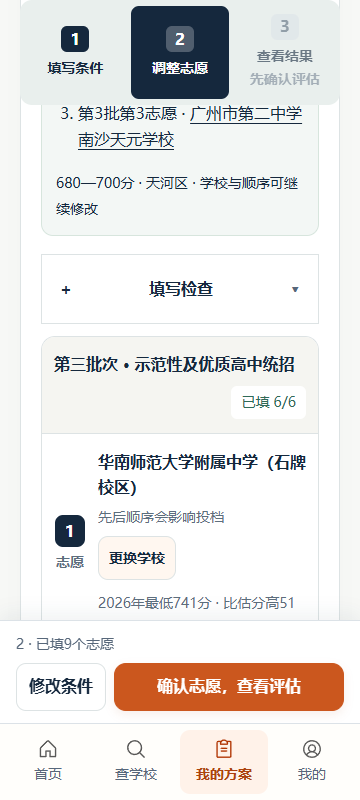 1
填写条件
2
调整志愿
3
查看结果
先确认评估
3. 第3批第3志愿 · 广州市第二中学
南沙天元学校
680—700分 · 天河区 · 学校与顺序可继
续修改
+ 填写检查 ▼
第三批次 • 示范性及优质高中统招
已填 6/6
华南师范大学附属中学（石牌
校区）
先后顺序会影响投档
1
志愿
更换学校
2026年最低741分 · 比估分高51
2 · 已填9个志愿
修改条件
确认志愿，查看评估
首页
查学校
我的方案
我的